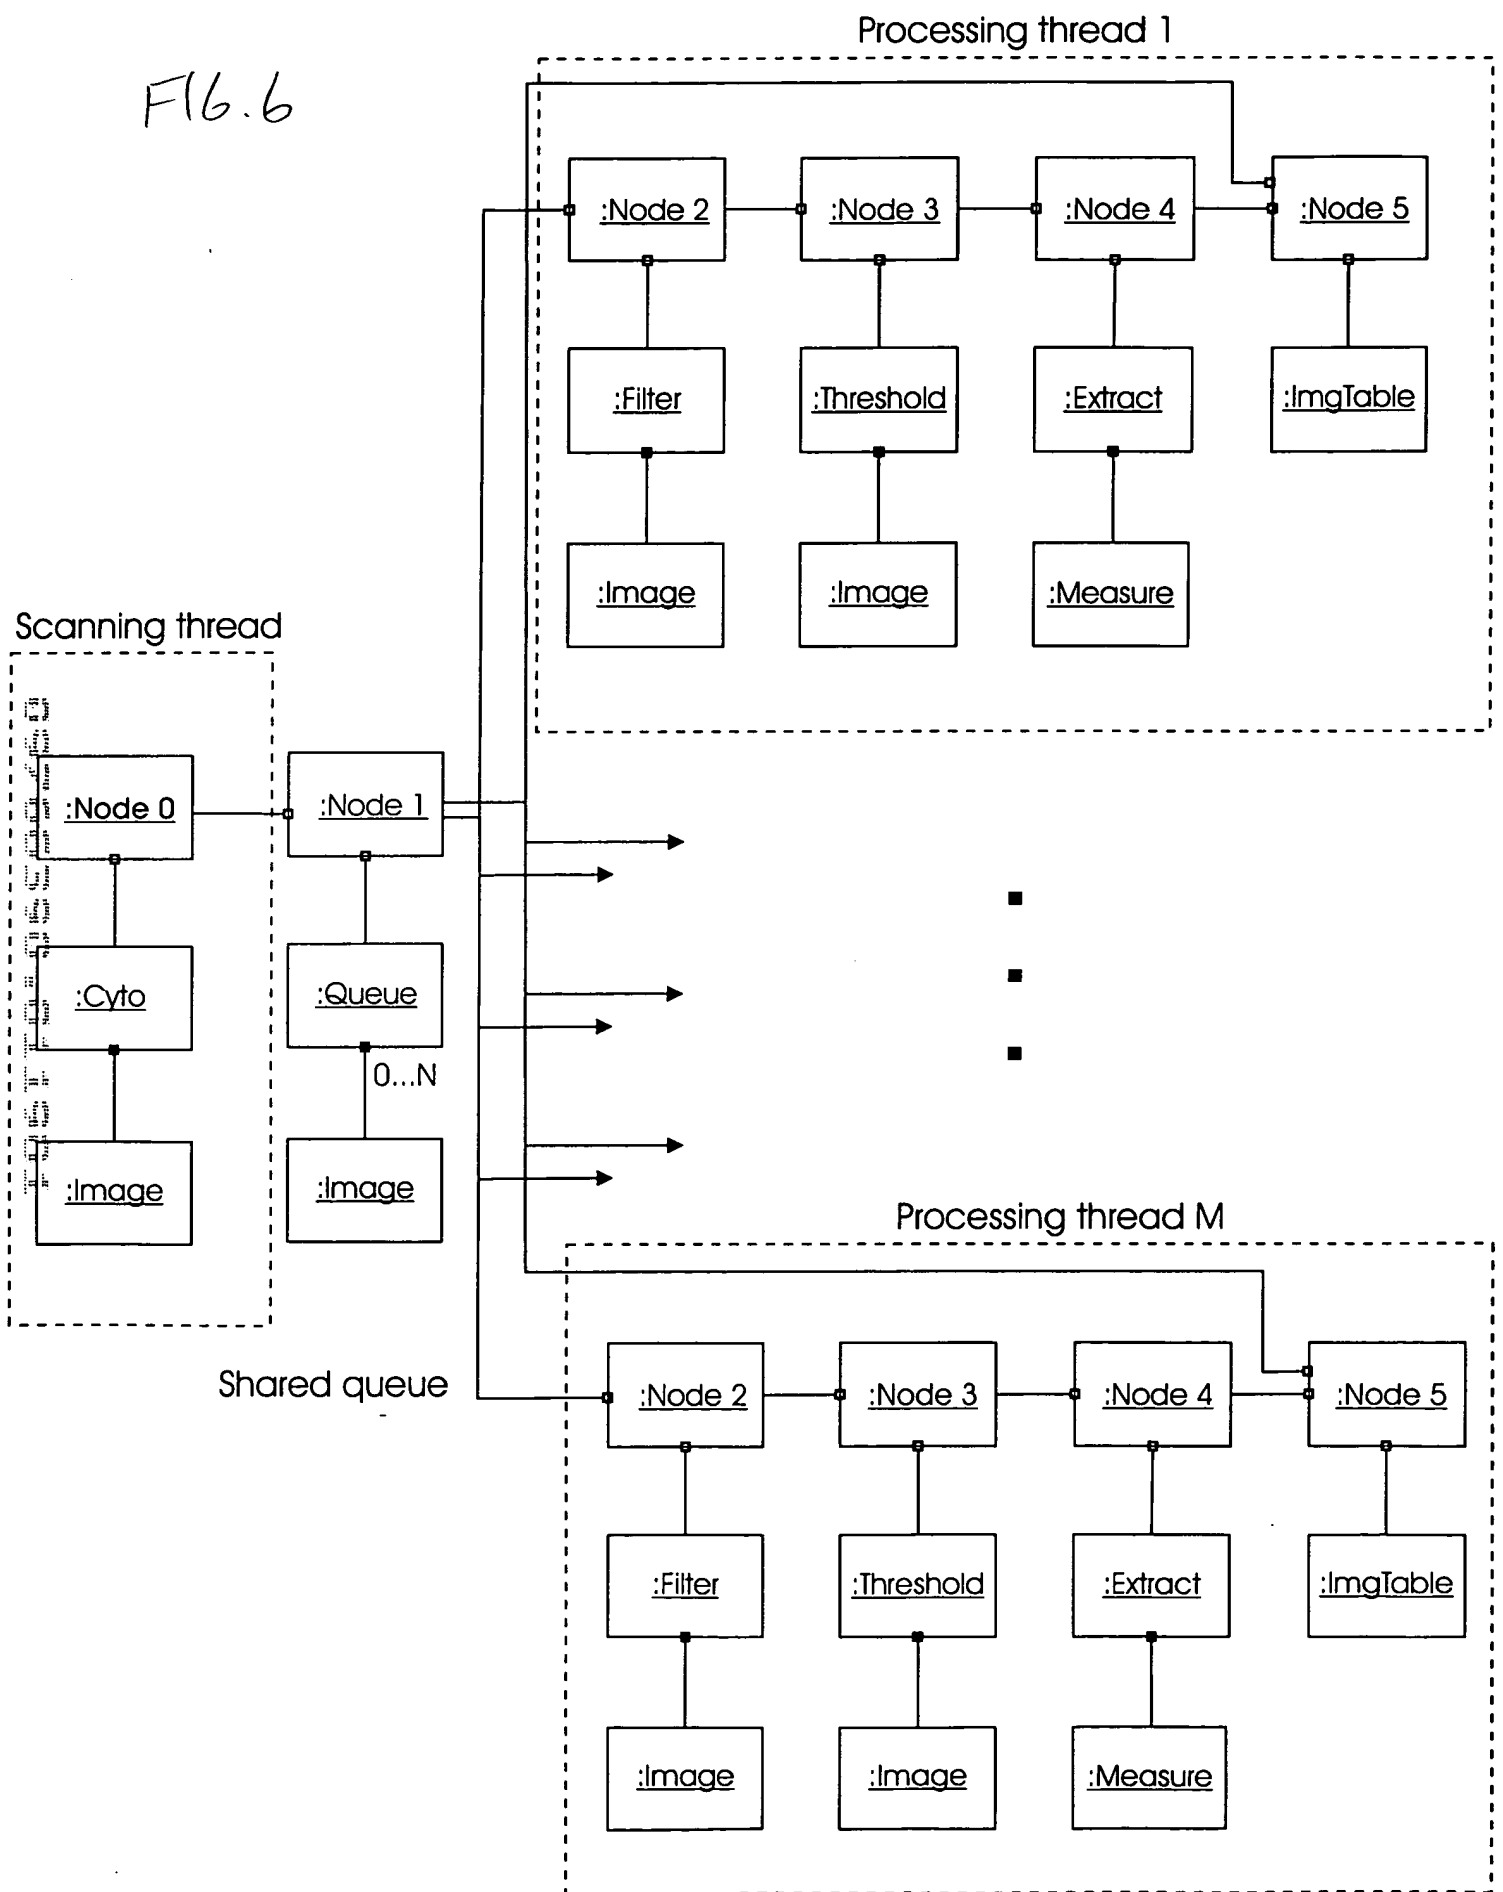 Processing thread 1
FIG. 6
:Node 2
:Node 3
:Node 4
:Node 5
:Filter
:Threshold
:Extract
:ImgTable
:Image
:Image
:Measure
Scanning thread
:Node 0
:Node 1
:Cyto
:Queue
0...N
:Image
:Image
Processing thread M
Shared queue
:Node 2
:Node 3
:Node 4
:Node 5
:Filter
:Threshold
:Extract
:ImgTable
:Image
:Image
:Measure